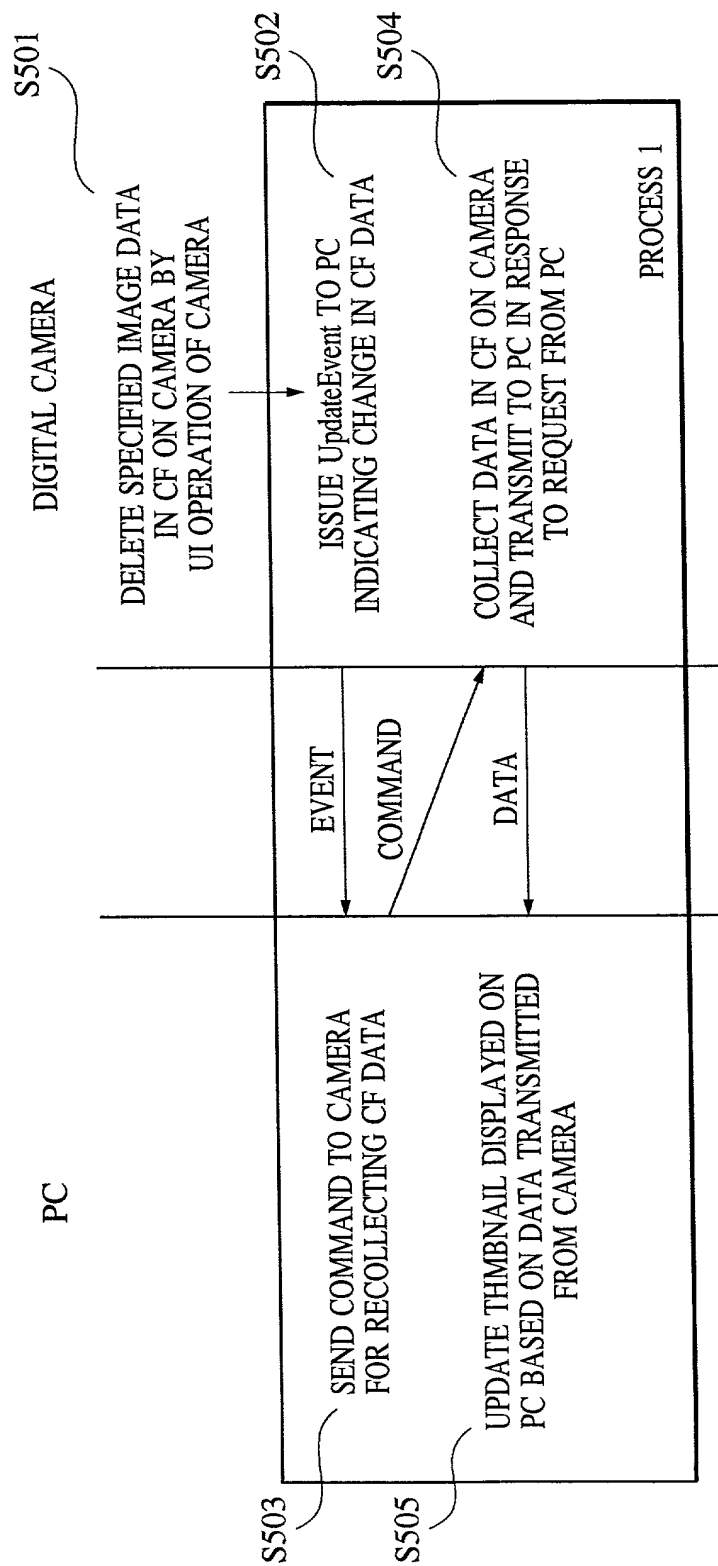 PC
DIGITAL CAMERA
S501
DELETE SPECIFIED IMAGE DATA
IN CF ON CAMERA BY
UI OPERATION OF CAMERA
S502
ISSUE UpdateEvent TO PC
INDICATING CHANGE IN CF DATA
EVENT
S503
SEND COMMAND TO CAMERA
FOR RECOLLECTING CF DATA
COMMAND
S504
COLLECT DATA IN CF ON CAMERA
AND TRANSMIT TO PC IN RESPONSE
TO REQUEST FROM PC
DATA
S505
UPDATE THMBNAIL DISPLAYED ON
PC BASED ON DATA TRANSMITTED
FROM CAMERA
PROCESS 1